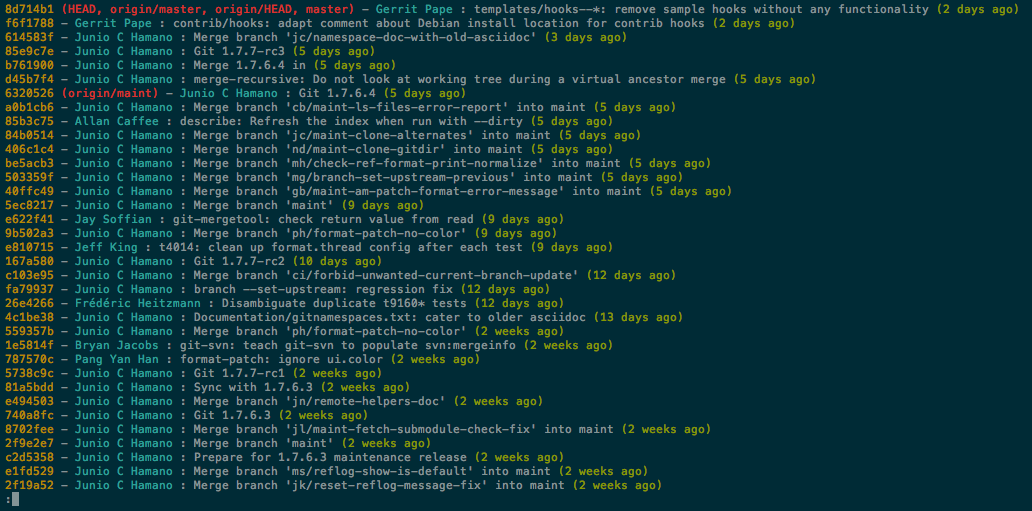 8d714b1 (HEAD, origin/master, origin/HEAD, master) – Gerrit Pape : templates/hooks--*: remove sample hooks without any functionality (2 days ago)
f6f1788 – Gerrit Pape : contrib/hooks: adapt comment about Debian install location for contrib hooks (2 days ago)
614583f – Junio C Hamano : Merge branch 'jc/namespace-doc-with-old-asciidoc' (3 days ago)
85e9c7e – Junio C Hamano : Git 1.7.7-rc3 (5 days ago)
b761900 – Junio C Hamano : Merge 1.7.6.4 in (5 days ago)
d45b7f4 – Junio C Hamano : merge-recursive: Do not look at working tree during a virtual ancestor merge (5 days ago)
6320526 (origin/maint) – Junio C Hamano : Git 1.7.6.4 (5 days ago)
a0b1cb6 – Junio C Hamano : Merge branch 'cb/maint-ls-files-error-report' into maint (5 days ago)
85b3c75 – Allan Caffee : describe: Refresh the index when run with --dirty (5 days ago)
84b0514 – Junio C Hamano : Merge branch 'jc/maint-clone-alternates' into maint (5 days ago)
406c1c4 – Junio C Hamano : Merge branch 'nd/maint-clone-gitdir' into maint (5 days ago)
be5acb3 – Junio C Hamano : Merge branch 'mh/check-ref-format-print-normalize' into maint (5 days ago)
503359f – Junio C Hamano : Merge branch 'mg/branch-set-upstream-previous' into maint (5 days ago)
40ffc49 – Junio C Hamano : Merge branch 'gb/maint-am-patch-format-error-message' into maint (5 days ago)
5ec8217 – Junio C Hamano : Merge branch 'maint' (9 days ago)
e622f41 – Jay Soffian : git-mergetool: check return value from read (9 days ago)
9b502a3 – Junio C Hamano : Merge branch 'ph/format-patch-no-color' (9 days ago)
e810715 – Jeff King : t4014: clean up format.thread config after each test (9 days ago)
167a580 – Junio C Hamano : Git 1.7.7-rc2 (10 days ago)
c103e95 – Junio C Hamano : Merge branch 'ci/forbid-unwanted-current-branch-update' (12 days ago)
fa79937 – Junio C Hamano : branch --set-upstream: regression fix (12 days ago)
26e4266 – Frédéric Heitzmann : Disambiguate duplicate t9160* tests (12 days ago)
4c1be38 – Junio C Hamano : Documentation/gitnamespaces.txt: cater to older asciidoc (13 days ago)
559357b – Junio C Hamano : Merge branch 'ph/format-patch-no-color' (2 weeks ago)
1e5814f – Bryan Jacobs : git-svn: teach git-svn to populate svn:mergeinfo (2 weeks ago)
787570c – Pang Yan Han : format-patch: ignore ui.color (2 weeks ago)
5738c9c – Junio C Hamano : Git 1.7.7-rc1 (2 weeks ago)
81a5bdd – Junio C Hamano : Sync with 1.7.6.3 (2 weeks ago)
e494503 – Junio C Hamano : Merge branch 'jn/remote-helpers-doc' (2 weeks ago)
740a8fc – Junio C Hamano : Git 1.7.6.3 (2 weeks ago)
8702fee – Junio C Hamano : Merge branch 'jl/maint-fetch-submodule-check-fix' into maint (2 weeks ago)
2f9e2e7 – Junio C Hamano : Merge branch 'maint' (2 weeks ago)
c2d5358 – Junio C Hamano : Prepare for 1.7.6.3 maintenance release (2 weeks ago)
e1fd529 – Junio C Hamano : Merge branch 'ms/reflog-show-is-default' into maint (2 weeks ago)
2f19a52 – Junio C Hamano : Merge branch 'jk/reset-reflog-message-fix' into maint (2 weeks ago)
: